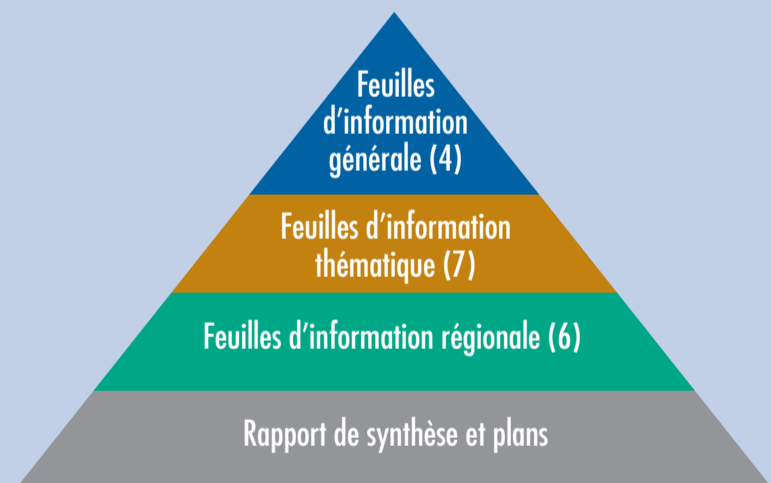 Feuilles
d’information
générale (4)
Feuilles d’information
thématique (7)
Feuilles d’information régionale (6)
Rapport de synthèse et plans